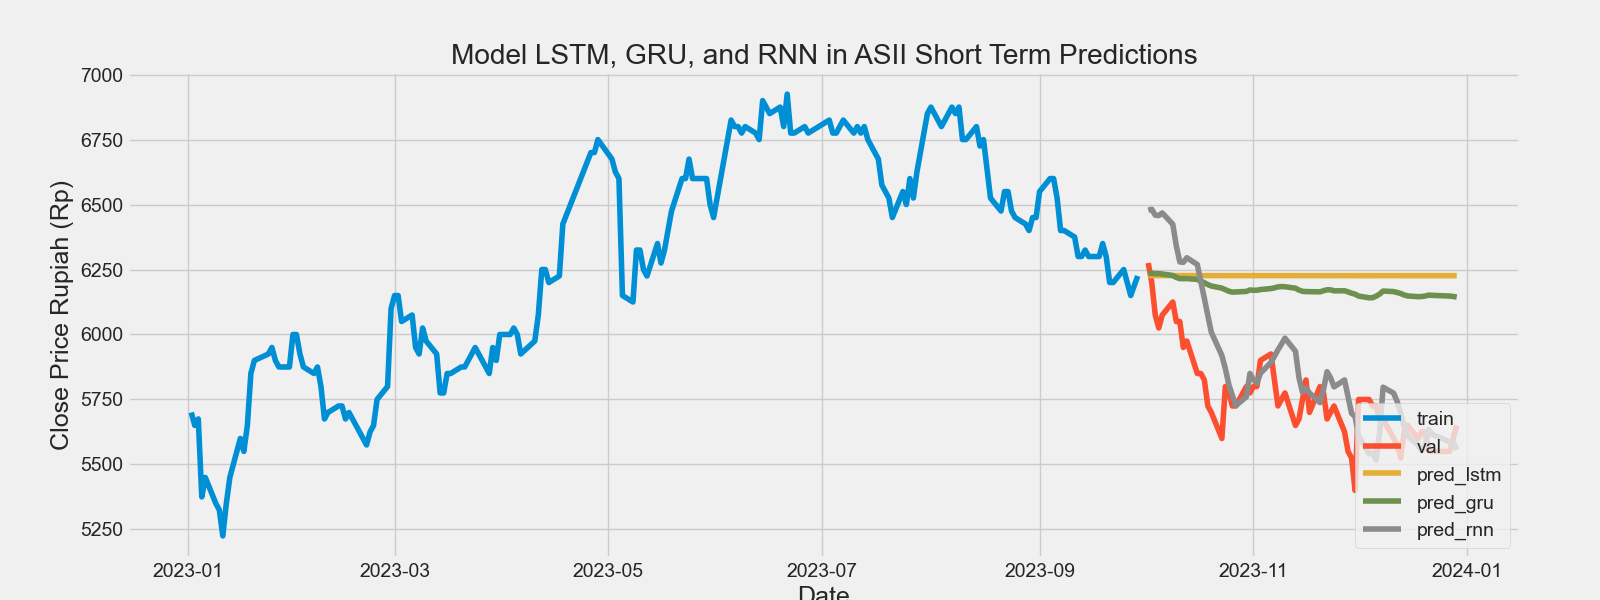 Model LSTM, GRU, and RNN in ASII Short Term Predictions
Close Price Rupiah (Rp)
7000
6750
6500
6250
6000
5750
5500
5250
train
val
pred_lstm
pred_gru
pred_rnn
2023-01
2023-03
2023-05
2023-07
2023-09
2023-11
2024-01
Date